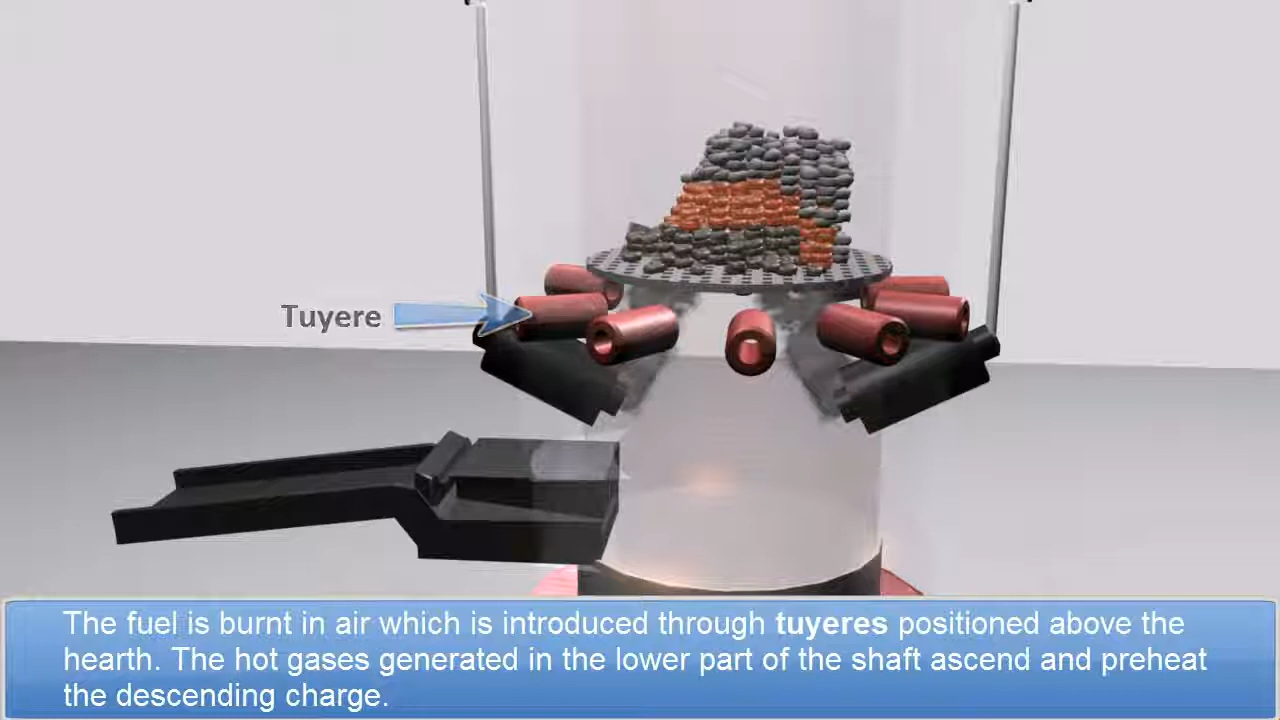 Tuyere
The fuel is burnt in air which is introduced through tuyeres positioned above the
hearth. The hot gases generated in the lower part of the shaft ascend and preheat
the descending charge.